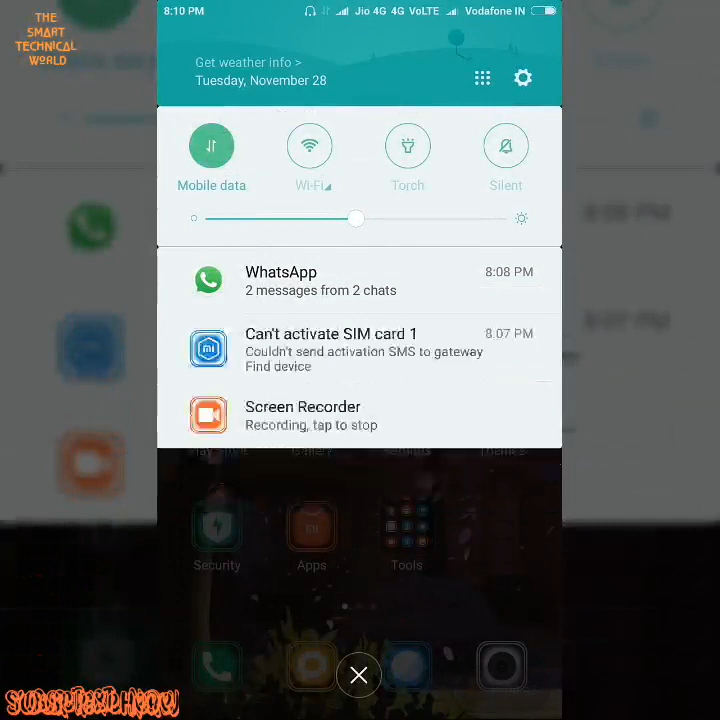 THE
SMART
TECHNICAL
WORLD
8:10 PM
Jio 4G 4G VoLTE
Vodafone IN
Get weather info >
Tuesday, November 28
Mobile data
Wi-Fi
Torch
Silent
WhatsApp
8:08 PM
2 messages from 2 chats
Can't activate SIM card 1
8.07 PM
Couldn't send activation SMS to gateway
Find device
Screen Recorder
Recording, tap to stop
Security
Apps
Tools